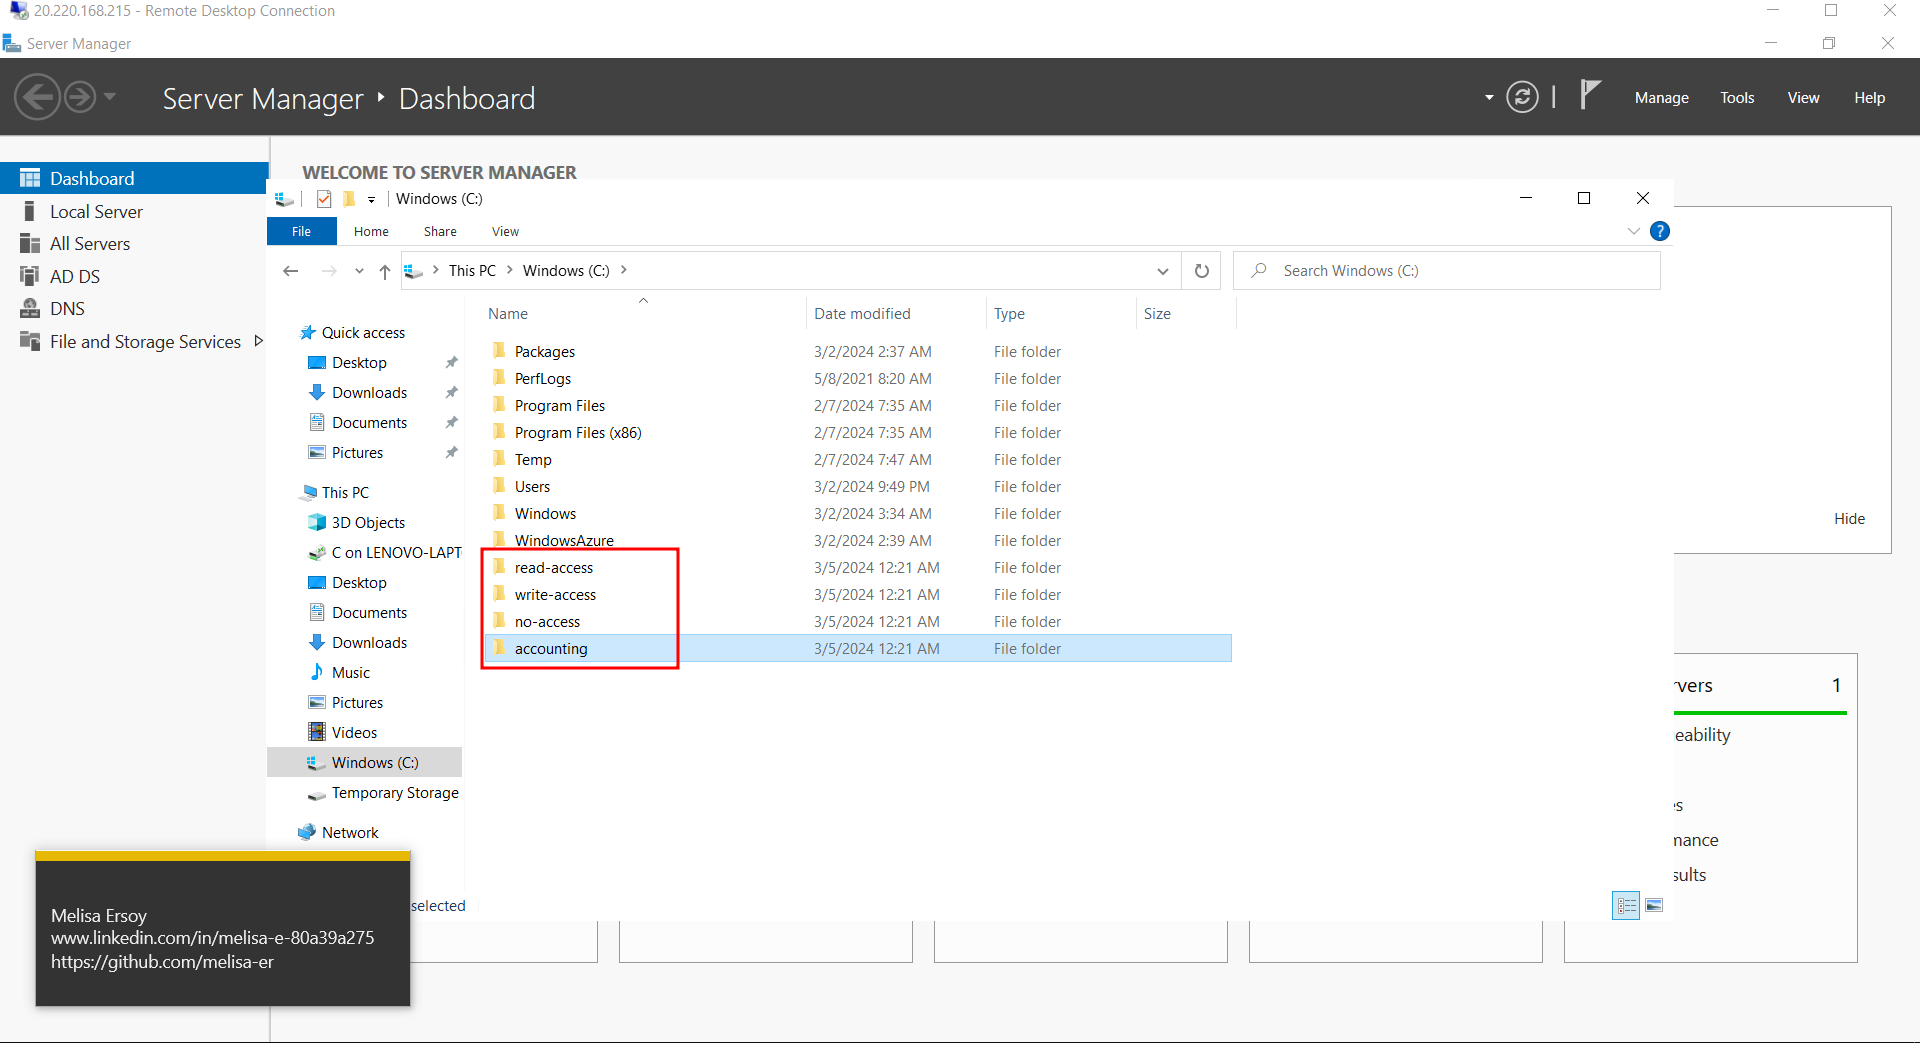 20.220.168.215 - Remote Desktop Connection
Server Manager
Server Manager ‣ Dashboard
Manage Tools View Help
Dashboard
Local Server
All Servers
AD DS
DNS
File and Storage Services
WELCOME TO SERVER MANAGER
Windows (C:)
File Home Share View
This PC > Windows (C:) >
Search Windows (C:)
Quick access
Desktop
Downloads
Documents
Pictures
This PC
3D Objects
C on LENOVO-LAPT
Desktop
Documents
Downloads
Music
Pictures
Videos
Windows (C:)
Temporary Storage
Network
Name Date modified Type Size
Packages 3/2/2024 2:37 AM File folder
PerfLogs 5/8/2021 8:20 AM File folder
Program Files 2/7/2024 7:35 AM File folder
Program Files (x86) 2/7/2024 7:35 AM File folder
Temp 2/7/2024 7:47 AM File folder
Users 3/2/2024 9:49 PM File folder
Windows 3/2/2024 3:34 AM File folder
WindowsAzure 3/2/2024 2:39 AM File folder
read-access 3/5/2024 12:21 AM File folder
write-access 3/5/2024 12:21 AM File folder
no-access 3/5/2024 12:21 AM File folder
accounting 3/5/2024 12:21 AM File folder
selected
Hide
rvers 1
eability
es
mance
sults
Melisa Ersoy
www.linkedin.com/in/melisa-e-80a39a275
https://github.com/melisa-er